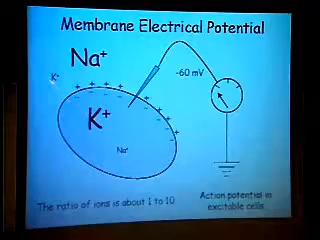 Membrane Electrical Potential
Na⁺
K⁺
-60 mV
K⁺
Na⁺
The ratio of ions is about 1 to 10
Action potential in
excitable cells